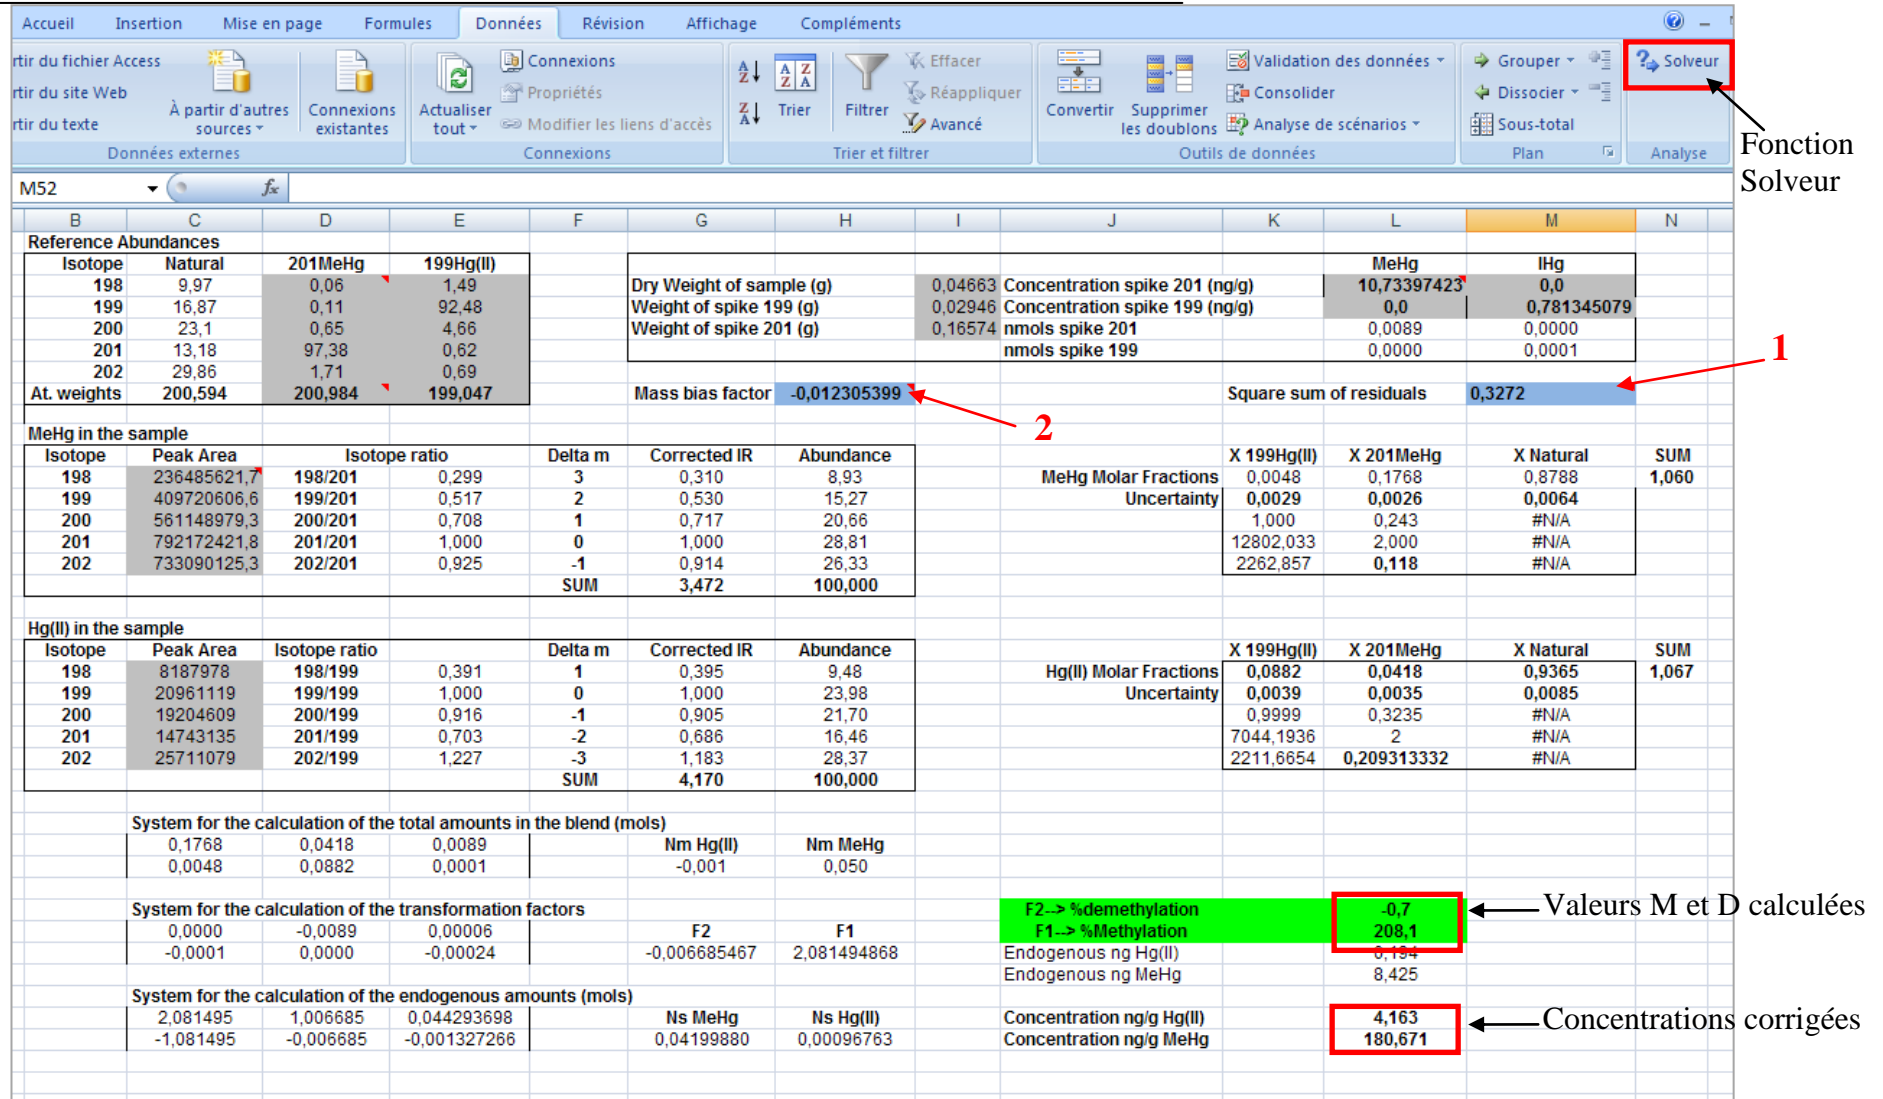 Accueil Insertion Mise en page Formules Données Révision Affichage Compléments
rtir du fichier Access
rtir du site Web
rtir du texte
À partir d'autres sources
Connexions existantes
Données externes
Actualiser tout
Connexions
Propriétés
Modifier les liens d'accès
Connexions
Trier
Filtrer
Effacer
Réappliquer
Avancé
Trier et filtrer
Convertir
Supprimer les doublons
Validation des données
Consolider
Analyse de scénarios
Outils de données
Grouper
Dissocier
Sous-total
Plan
Solveur
Analyse
Fonction
Solveur
M52 fx
B C D E F G H I J K L M N
Reference Abundances
Isotope Natural 201MeHg 199Hg(II) MeHg IHg
198 9,97 0,06 1,49 Dry Weight of sample (g) 0,04663 Concentration spike 201 (ng/g) 10,73397423 0,0
199 16,87 0,11 92,48 Weight of spike 199 (g) 0,02946 Concentration spike 199 (ng/g) 0,0 0,781345079
200 23,1 0,65 4,66 Weight of spike 201 (g) 0,16574 nmols spike 201 0,0089 0,0000
201 13,18 97,38 0,62 nmols spike 199 0,0000 0,0001
202 29,86 1,71 0,69
1
At. weights 200,594 200,984 199,047 Mass bias factor -0,012305399 Square sum of residuals 0,3272
2
MeHg in the sample
Isotope Peak Area Isotope ratio Delta m Corrected IR Abundance X 199Hg(II) X 201MeHg X Natural SUM
198 236485621,7 198/201 0,299 3 0,310 8,93 MeHg Molar Fractions 0,0048 0,1768 0,8788 1,060
199 409720606,6 199/201 0,517 2 0,530 15,27 Uncertainty 0,0029 0,0026 0,0064
200 561148979,3 200/201 0,708 1 0,717 20,66 1,000 0,243 #N/A
201 792172421,8 201/201 1,000 0 1,000 28,81 12802,033 2,000 #N/A
202 733090125,3 202/201 0,925 -1 0,914 26,33 2262,857 0,118 #N/A
SUM 3,472 100,000
Hg(II) in the sample
Isotope Peak Area Isotope ratio Delta m Corrected IR Abundance X 199Hg(II) X 201MeHg X Natural SUM
198 8187978 198/199 0,391 1 0,395 9,48 Hg(II) Molar Fractions 0,0882 0,0418 0,9365 1,067
199 20961119 199/199 1,000 0 1,000 23,98 Uncertainty 0,0039 0,0035 0,0085
200 19204609 200/199 0,916 -1 0,905 21,70 0,9999 0,3235 #N/A
201 14743135 201/199 0,703 -2 0,686 16,46 7044,1936 2 #N/A
202 25711079 202/199 1,227 -3 1,183 28,37 2211,6654 0,209313332 #N/A
SUM 4,170 100,000
System for the calculation of the total amounts in the blend (mols)
0,1768 0,0418 0,0089 Nm Hg(II) Nm MeHg
0,0048 0,0882 0,0001 -0,001 0,050
System for the calculation of the transformation factors F2--> %demethylation -0,7 Valeurs M et D calculées
0,0000 -0,0089 0,00006 F2 F1 F1--> %Methylation 208,1
-0,0001 0,0000 -0,00024 -0,006685467 2,081494868 Endogenous ng Hg(II) 0,194
Endogenous ng MeHg 8,425
System for the calculation of the endogenous amounts (mols)
2,081495 1,006685 0,044293698 Ns MeHg Ns Hg(II) Concentration ng/g Hg(II) 4,163 Concentrations corrigées
-1,081495 -0,006685 -0,001327266 0,04199880 0,00096763 Concentration ng/g MeHg 180,671